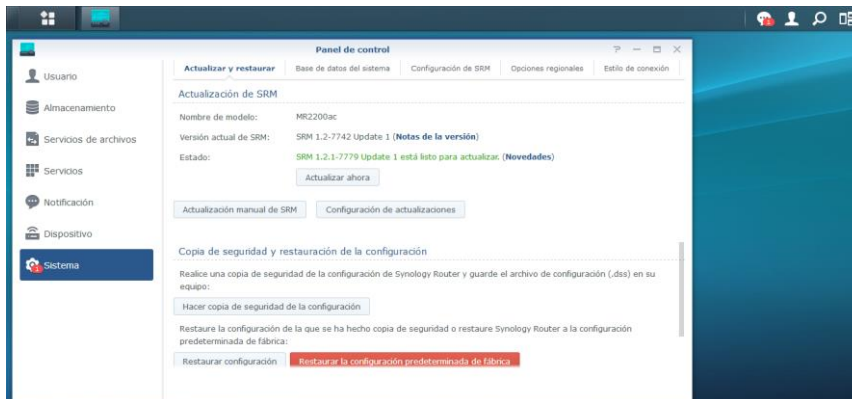 Panel de control
Usuario
Almacenamiento
Servicios de archivos
Servicios
Notificación
Dispositivo
Sistema
Actualizar y restaurar
Base de datos del sistema
Configuración de SRM
Opciones regionales
Estilo de conexión
Actualización de SRM
Nombre de modelo: MR2200ac
Versión actual de SRM: SRM 1.2-7742 Update 1 (Notas de la versión)
Estado: SRM 1.2.1-7779 Update 1 está listo para actualizar. (Novedades)
Actualizar ahora
Actualización manual de SRM
Configuración de actualizaciones
Copia de seguridad y restauración de la configuración
Realice una copia de seguridad de la configuración de Synology Router y guarde el archivo de configuración (.dss) en su
equipo:
Hacer copia de seguridad de la configuración
Restaure la configuración de la que se ha hecho copia de seguridad o restaure Synology Router a la configuración
predeterminada de fábrica:
Restaurar configuración
Restaurar la configuración predeterminada de fábrica